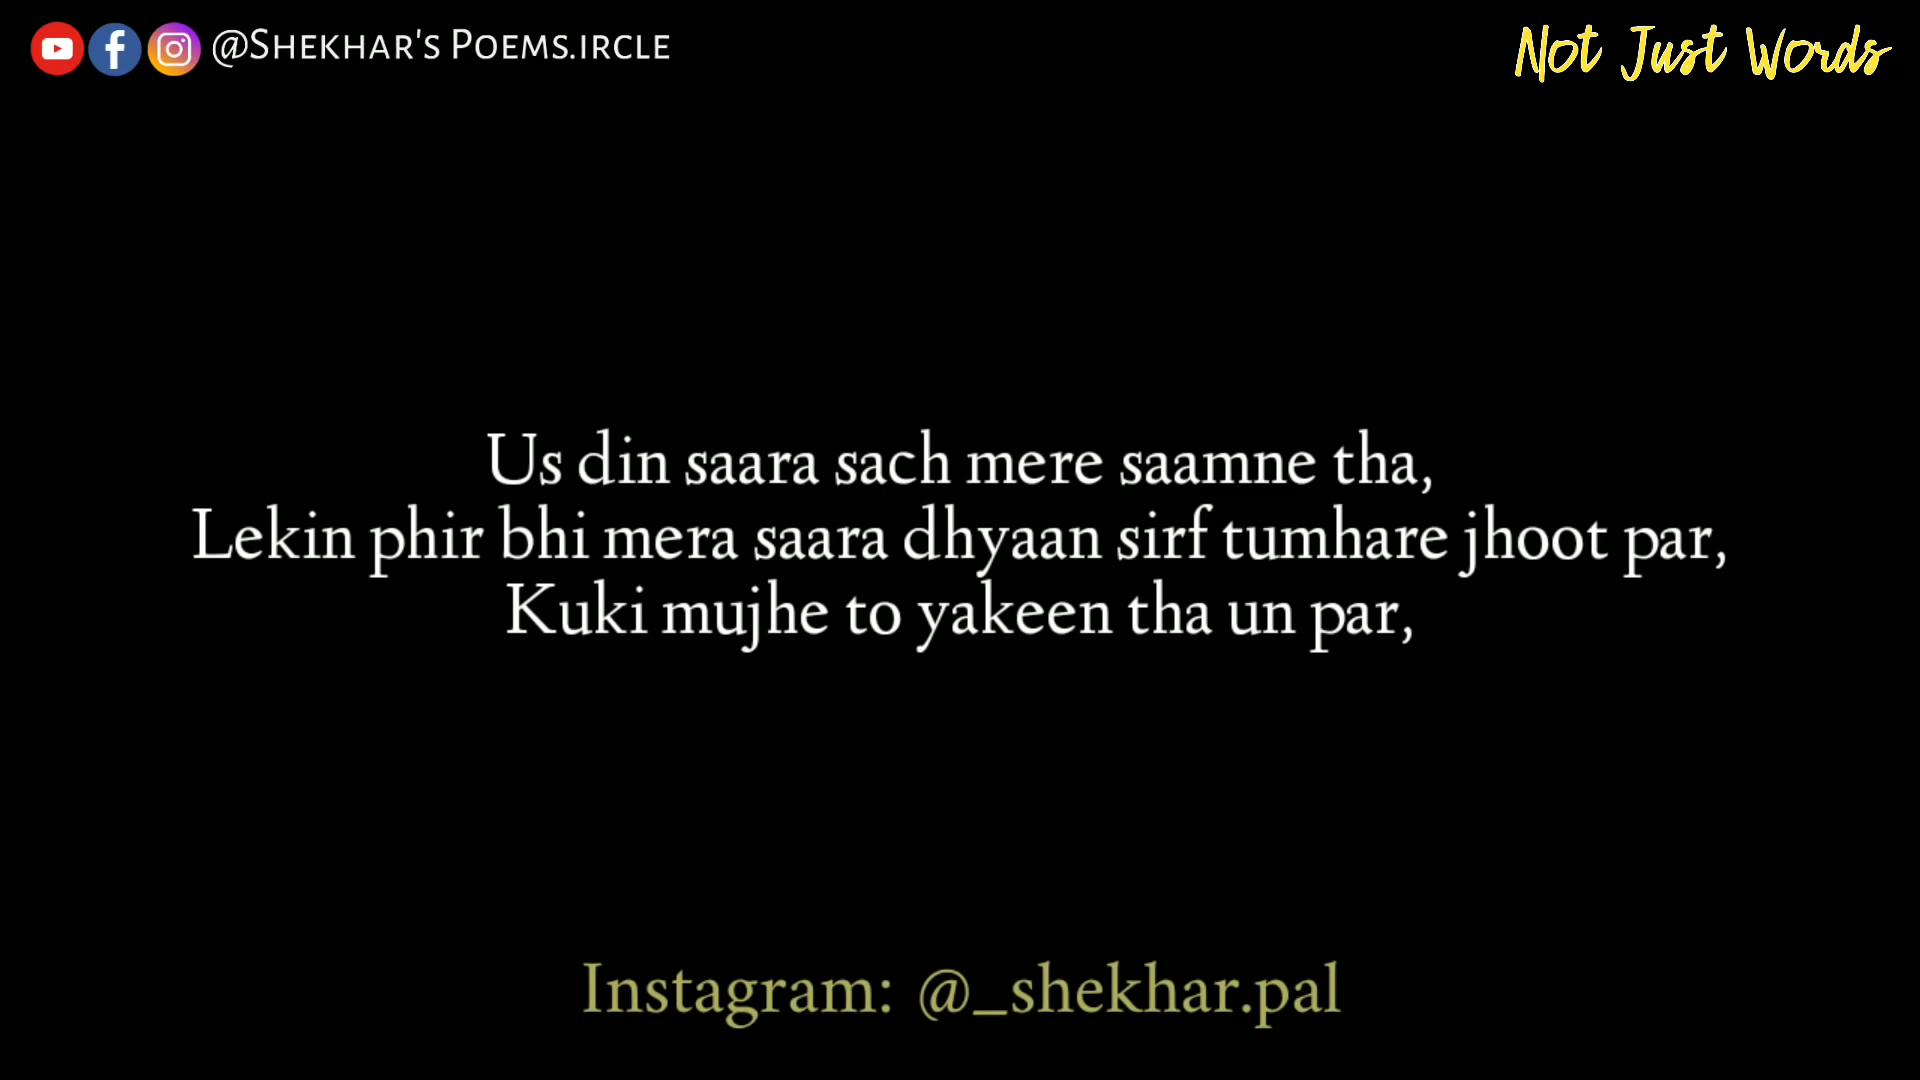 @Shekhar's Poems.ircle
Not Just Words
Us din saara sach mere saamne tha,
Lekin phir bhi mera saara dhyaan sirf tumhare jhoot par,
Kuki mujhe to yakeen tha un par,
Instagram: @_shekhar.pal